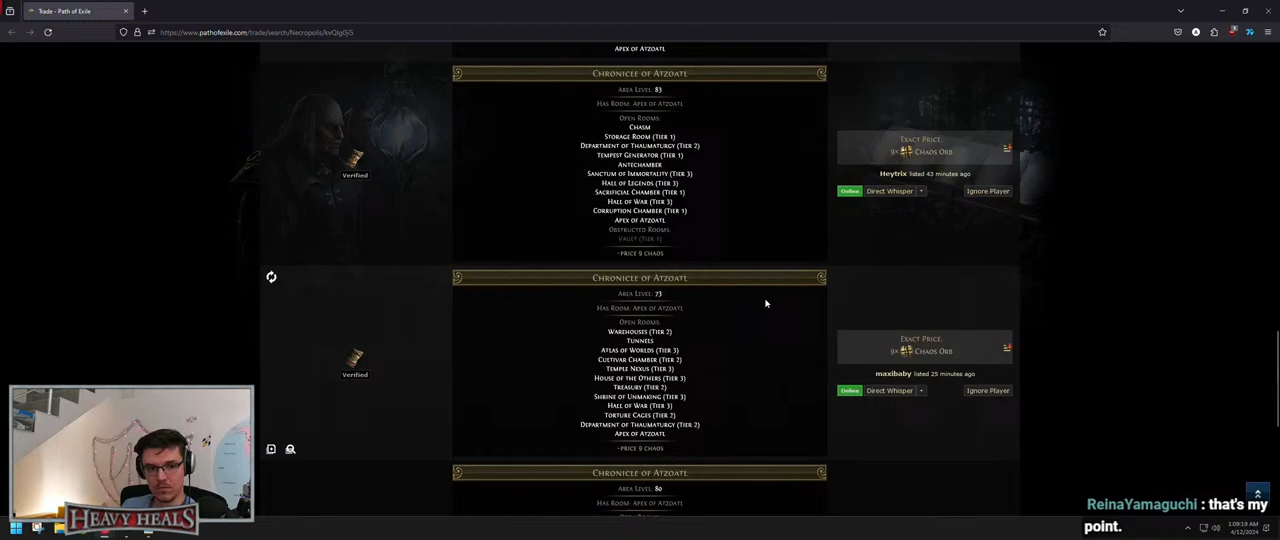 Trade - Path of Exile
https://www.pathofexile.com/trade/search/Necropolis/kvQIg0jiS
Apex of Atzoatl
Chronicle of Atzoatl
Area Level: 83
Has Room: Apex of Atzoatl
Open Rooms:
Chasm
Storage Room (Tier 1)
Department of Thaumaturgy (Tier 2)
Tempest Generator (Tier 1)
Antechamber
Sanctum of Immortality (Tier 3)
Hall of Legends (Tier 3)
Sacrificial Chamber (Tier 1)
Hall of War (Tier 3)
Corruption Chamber (Tier 1)
Apex of Atzoatl
Obstructed Rooms:
Vault (Tier 1)
~price 9 chaos
Verified
Exact Price:
9× Chaos Orb
Heytrix listed 43 minutes ago
Online Direct Whisper Ignore Player
Chronicle of Atzoatl
Area Level: 73
Has Room: Apex of Atzoatl
Open Rooms:
Warehouses (Tier 2)
Tunnels
Atlas of Worlds (Tier 3)
Cultivar Chamber (Tier 2)
Temple Nexus (Tier 3)
House of the Others (Tier 3)
Treasury (Tier 2)
Shrine of Unmaking (Tier 3)
Hall of War (Tier 3)
Torture Cages (Tier 2)
Department of Thaumaturgy (Tier 2)
Apex of Atzoatl
~price 9 chaos
Verified
Exact Price:
9× Chaos Orb
maxibaby listed 25 minutes ago
Online Direct Whisper Ignore Player
Chronicle of Atzoatl
Area Level: 80
Has Room: Apex of Atzoatl
HEAVY HEALS
ReinaYamaguchi : that's my
point.
1:09:19 AM
4/12/2024